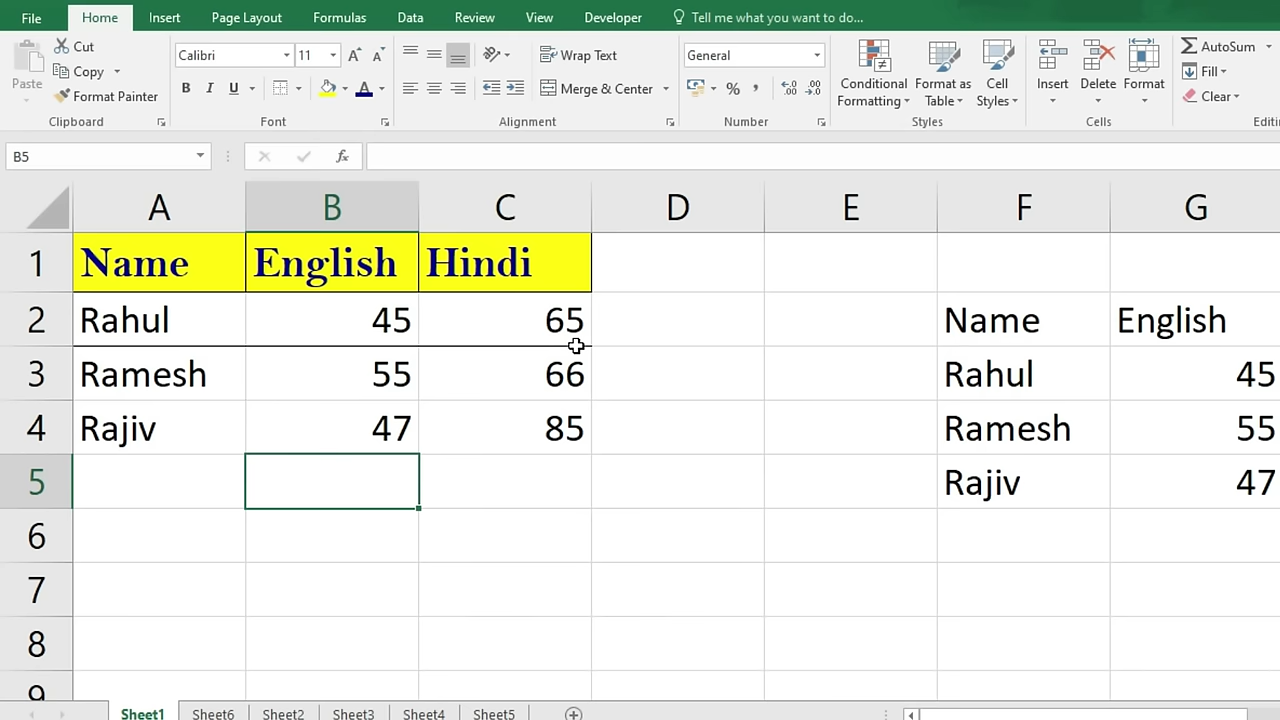 File Home Insert Page Layout Formulas Data Review View Developer Tell me what you want to do...
Paste Cut Copy Format Painter Clipboard
Calibri 11 A A B I U A Font
Wrap Text Merge & Center Alignment
General % , Number
Conditional Formatting Format as Table Cell Styles Styles
Insert Delete Format Cells
AutoSum Fill Clear Editi
B5 fx
A B C D E F G
1 Name English Hindi
2 Rahul 45 65 Name English
3 Ramesh 55 66 Rahul 45
4 Rajiv 47 85 Ramesh 55
5 Rajiv 47
6
7
8
9
Sheet1 Sheet6 Sheet2 Sheet3 Sheet4 Sheet5